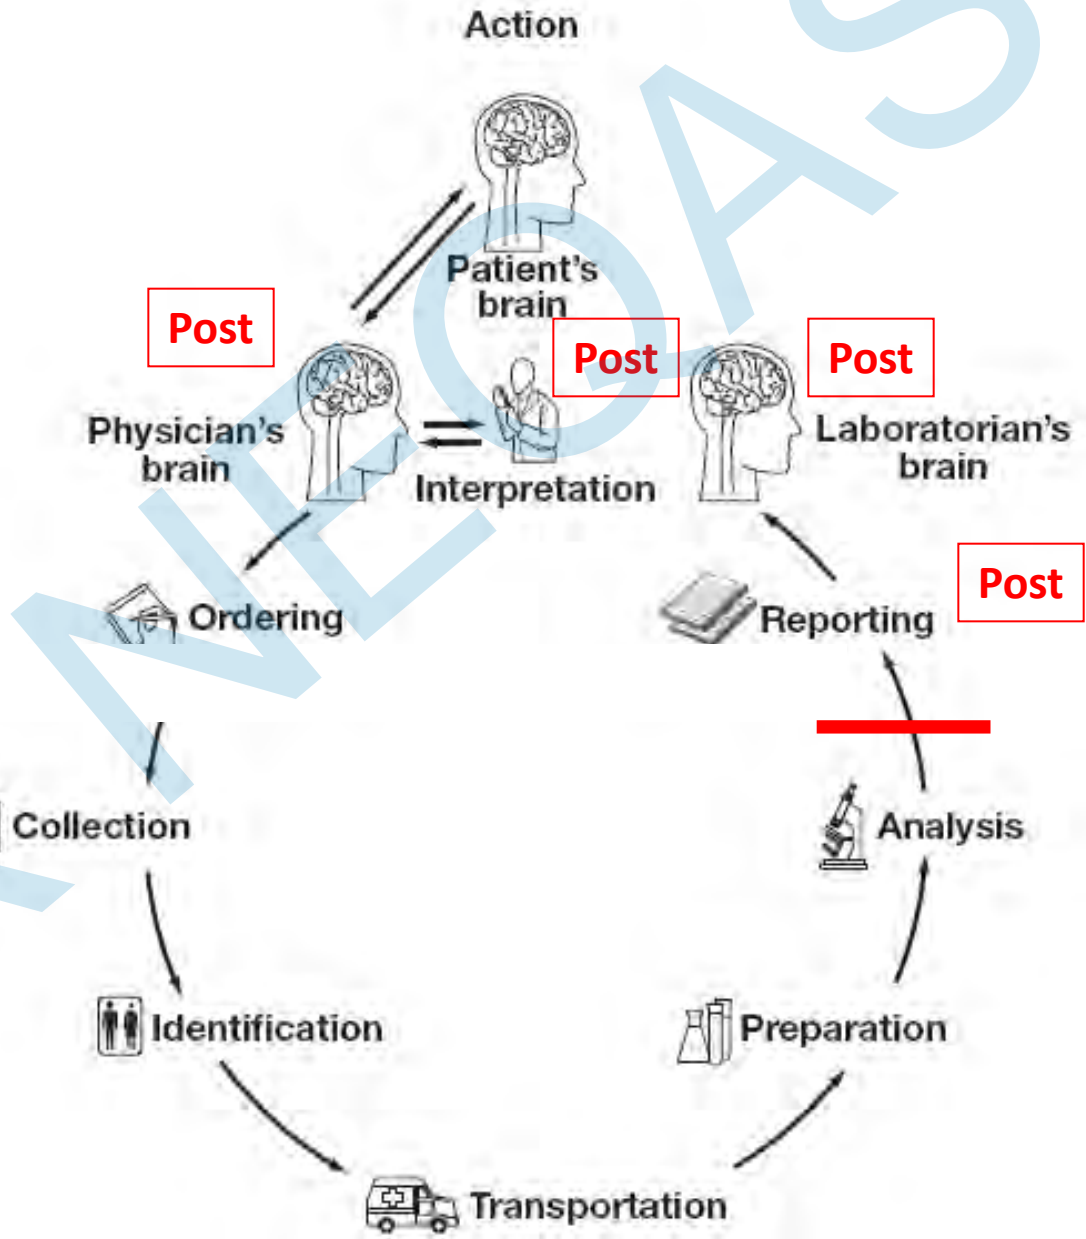 Action
Patient's
brain
Post
Post
Post
Physician's
brain
Interpretation
Laboratorian's
brain
Post
Ordering
Reporting
Collection
Analysis
Identification
Preparation
Transportation
NEQAS